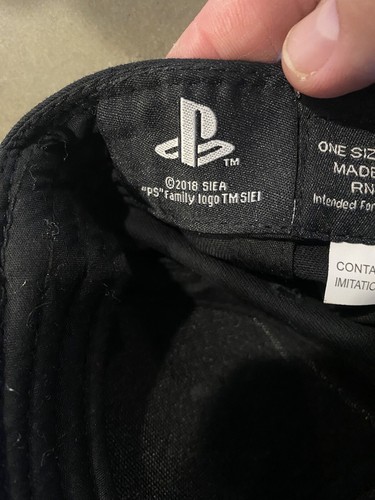 TM
©2018 SIEA
"PS" Family logo TM SIEI
ONE SIZ
MADE
RN
Intended For
CONTA
IMITATIO